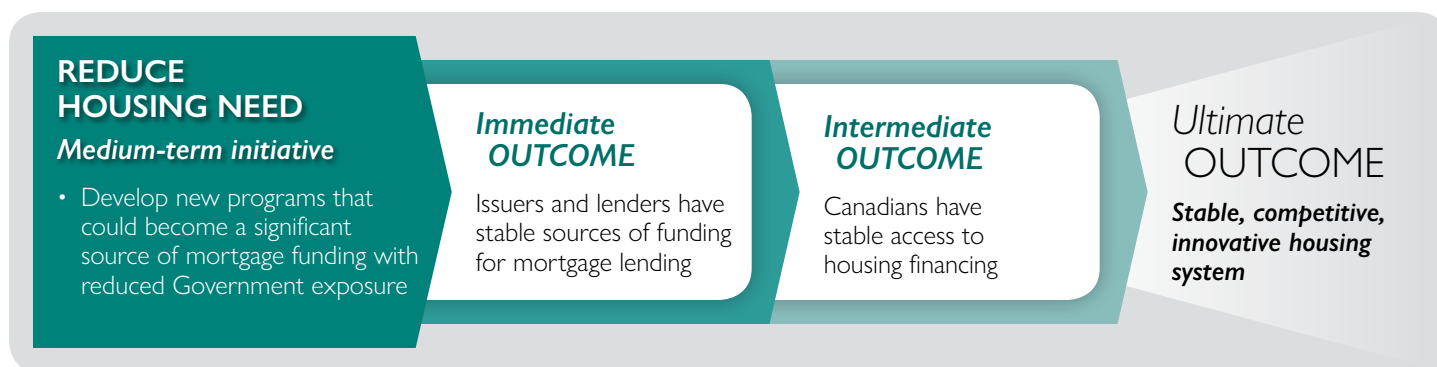 REDUCE
HOUSING NEED
Medium-term initiative
• Develop new programs that
could become a significant
source of mortgage funding with
reduced Government exposure
Immediate
OUTCOME
Issuers and lenders have
stable sources of funding
for mortgage lending
Intermediate
OUTCOME
Canadians have
stable access to
housing financing
Ultimate
OUTCOME
Stable, competitive,
innovative housing
system